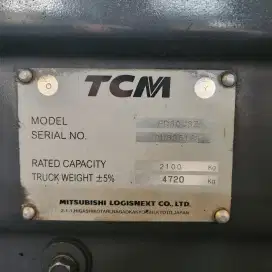 TCM
MODEL
SERIAL NO.
RATED CAPACITY 2100 Kg
TRUCK WEIGHT ±5% 4720 Kg
MITSUBISHI LOGISNEXT CO., LTD.